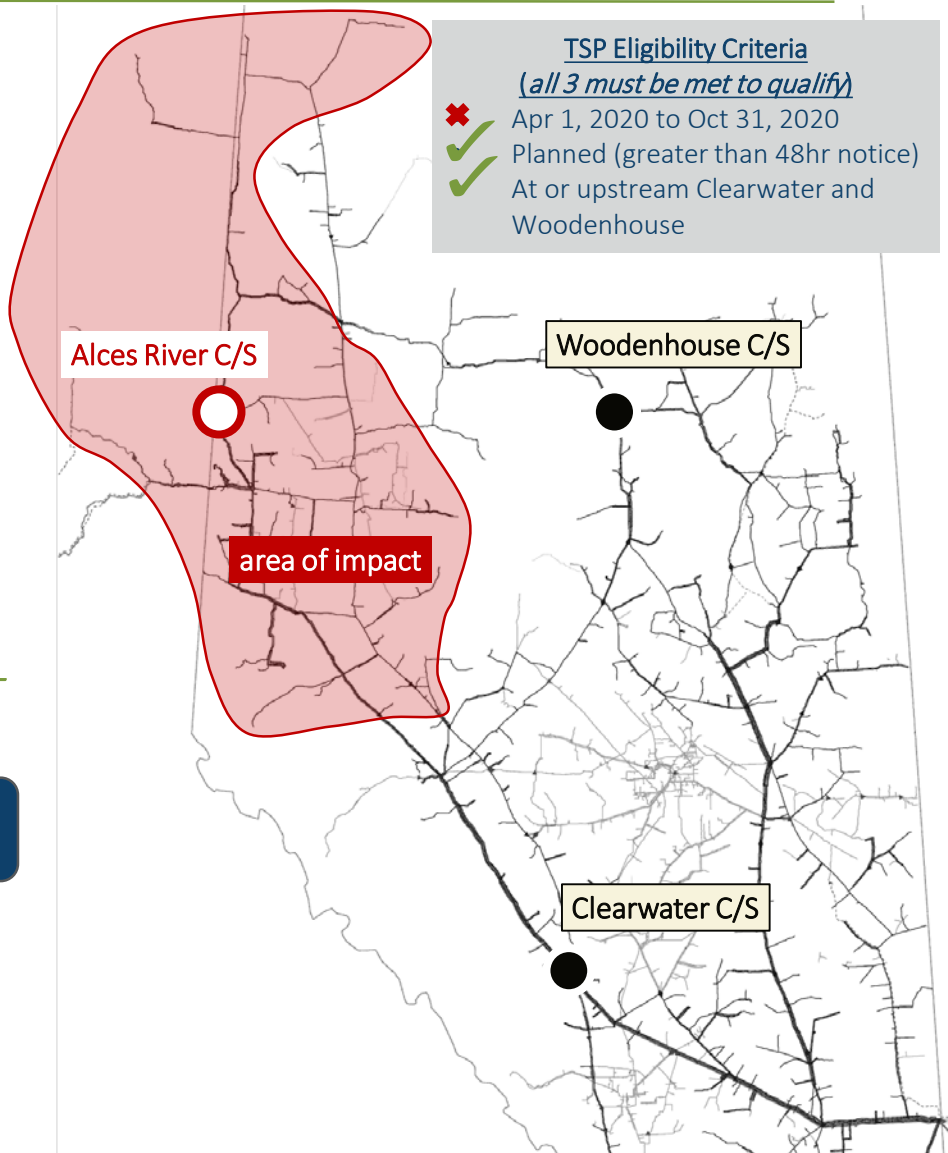 TSP Eligibility Criteria
(all 3 must be met to qualify)
Apr 1, 2020 to Oct 31, 2020
Planned (greater than 48hr notice)
At or upstream Clearwater and
Woodenhouse
Alces River C/S
Woodenhouse C/S
area of impact
Clearwater C/S